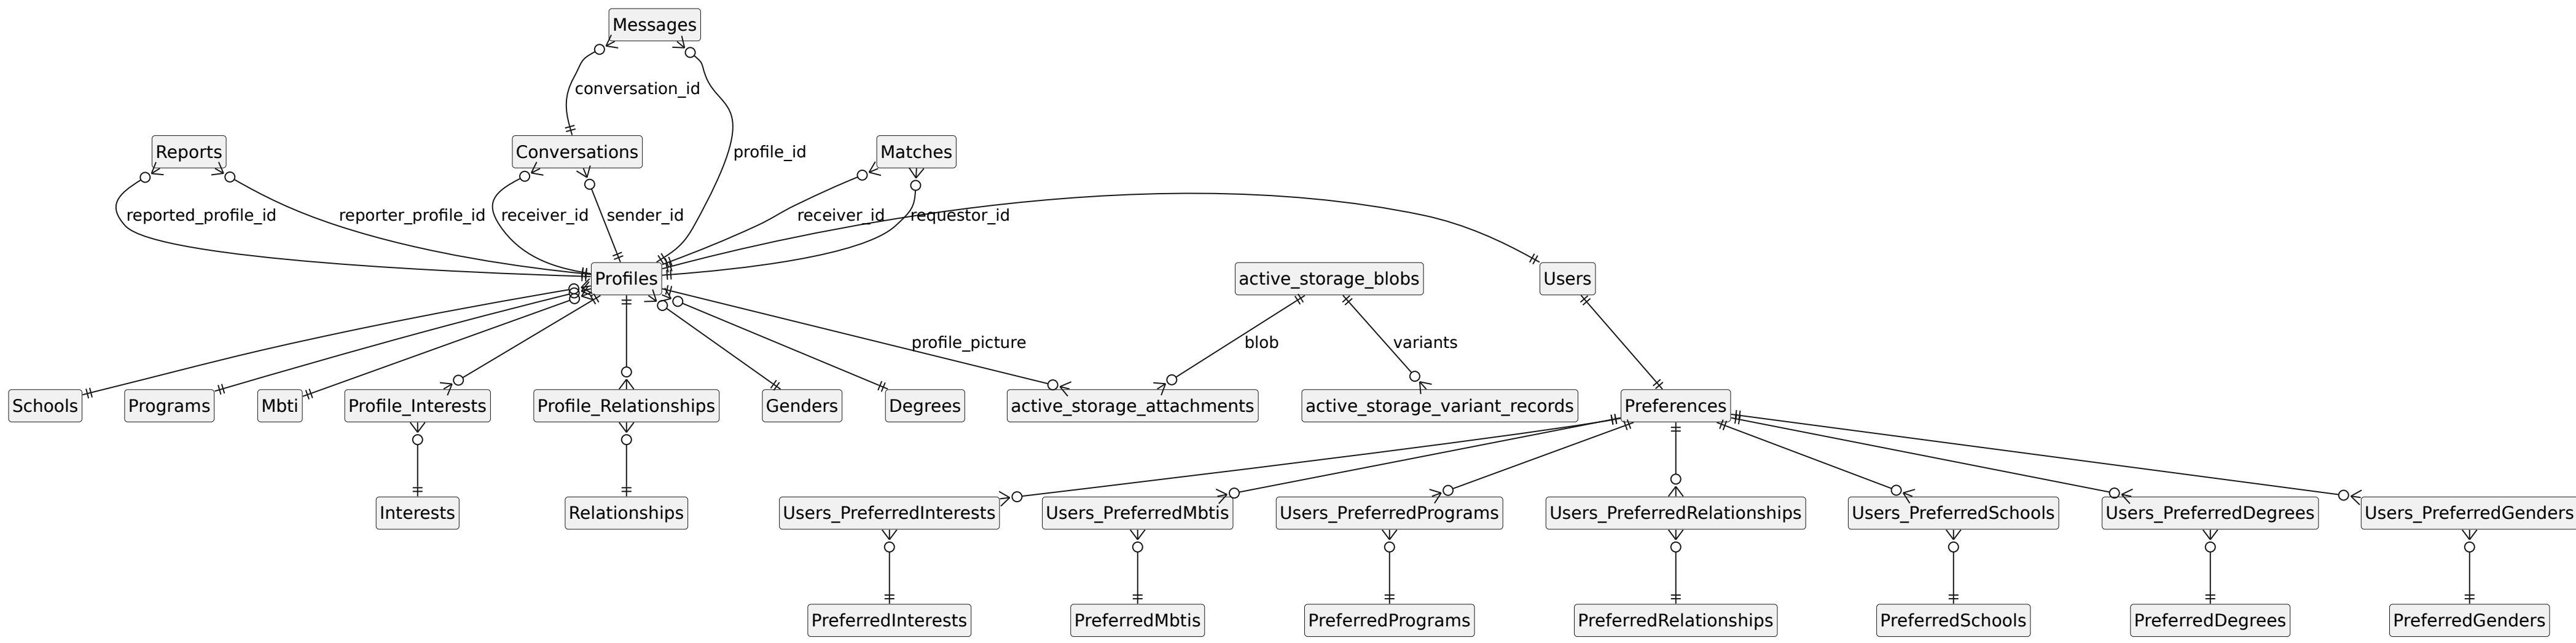 Messages
conversation_id
Reports
Conversations
profile_id
Matches
reported_profile_id
reporter_profile_id
receiver_id
sender_id
receiver_id
requestor_id
Profiles
active_storage_blobs
Users
profile_picture
blob
variants
Schools
Programs
Mbti
Profile_Interests
Profile_Relationships
Genders
Degrees
active_storage_attachments
active_storage_variant_records
Preferences
Interests
Relationships
Users_PreferredInterests
Users_PreferredMbtis
Users_PreferredPrograms
Users_PreferredRelationships
Users_PreferredSchools
Users_PreferredDegrees
Users_PreferredGenders
PreferredInterests
PreferredMbtis
PreferredPrograms
PreferredRelationships
PreferredSchools
PreferredDegrees
PreferredGenders